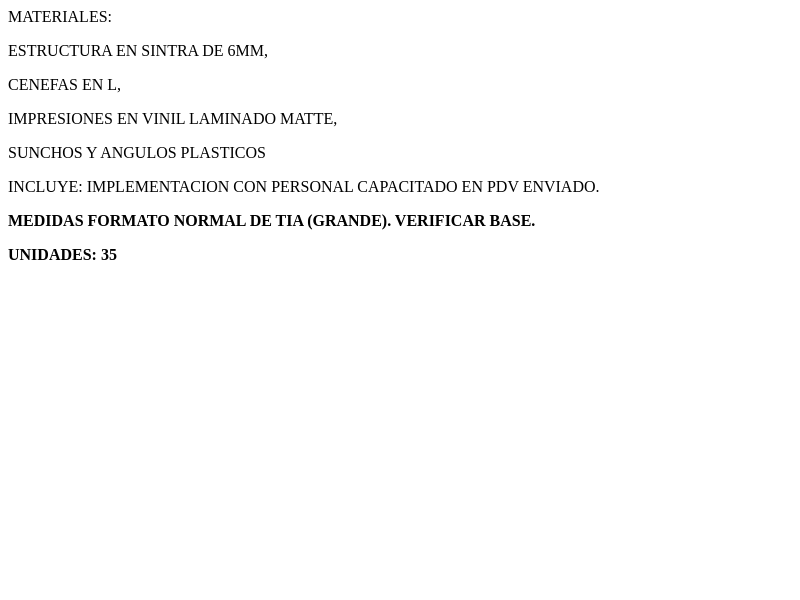 MATERIALES:
ESTRUCTURA EN SINTRA DE 6MM,
CENEFAS EN L,
IMPRESIONES EN VINIL LAMINADO MATTE,
SUNCHOS Y ANGULOS PLASTICOS
INCLUYE: IMPLEMENTACION CON PERSONAL CAPACITADO EN PDV ENVIADO.
MEDIDAS FORMATO NORMAL DE TIA (GRANDE). VERIFICAR BASE.
UNIDADES: 35